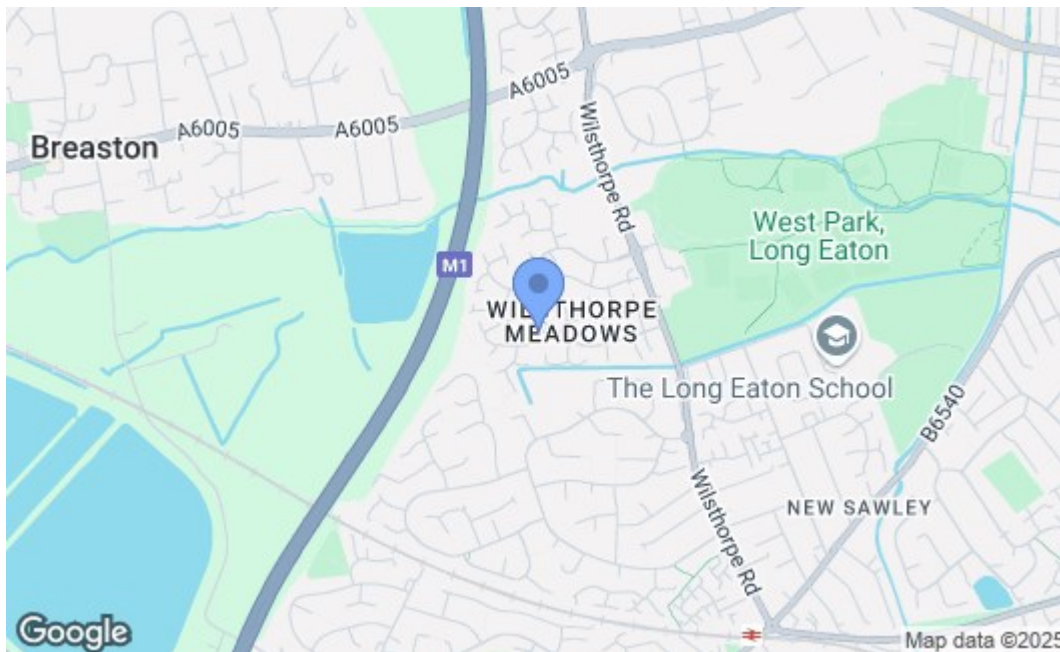 A6005
A6005
A6005
Breaston
Wilsthorpe Rd
West Park,
Long Eaton
M1
WILSTHORPE
MEADOWS
The Long Eaton School
B6540
Wilsthorpe Rd
NEW SAWLEY
Google
Map data ©2025